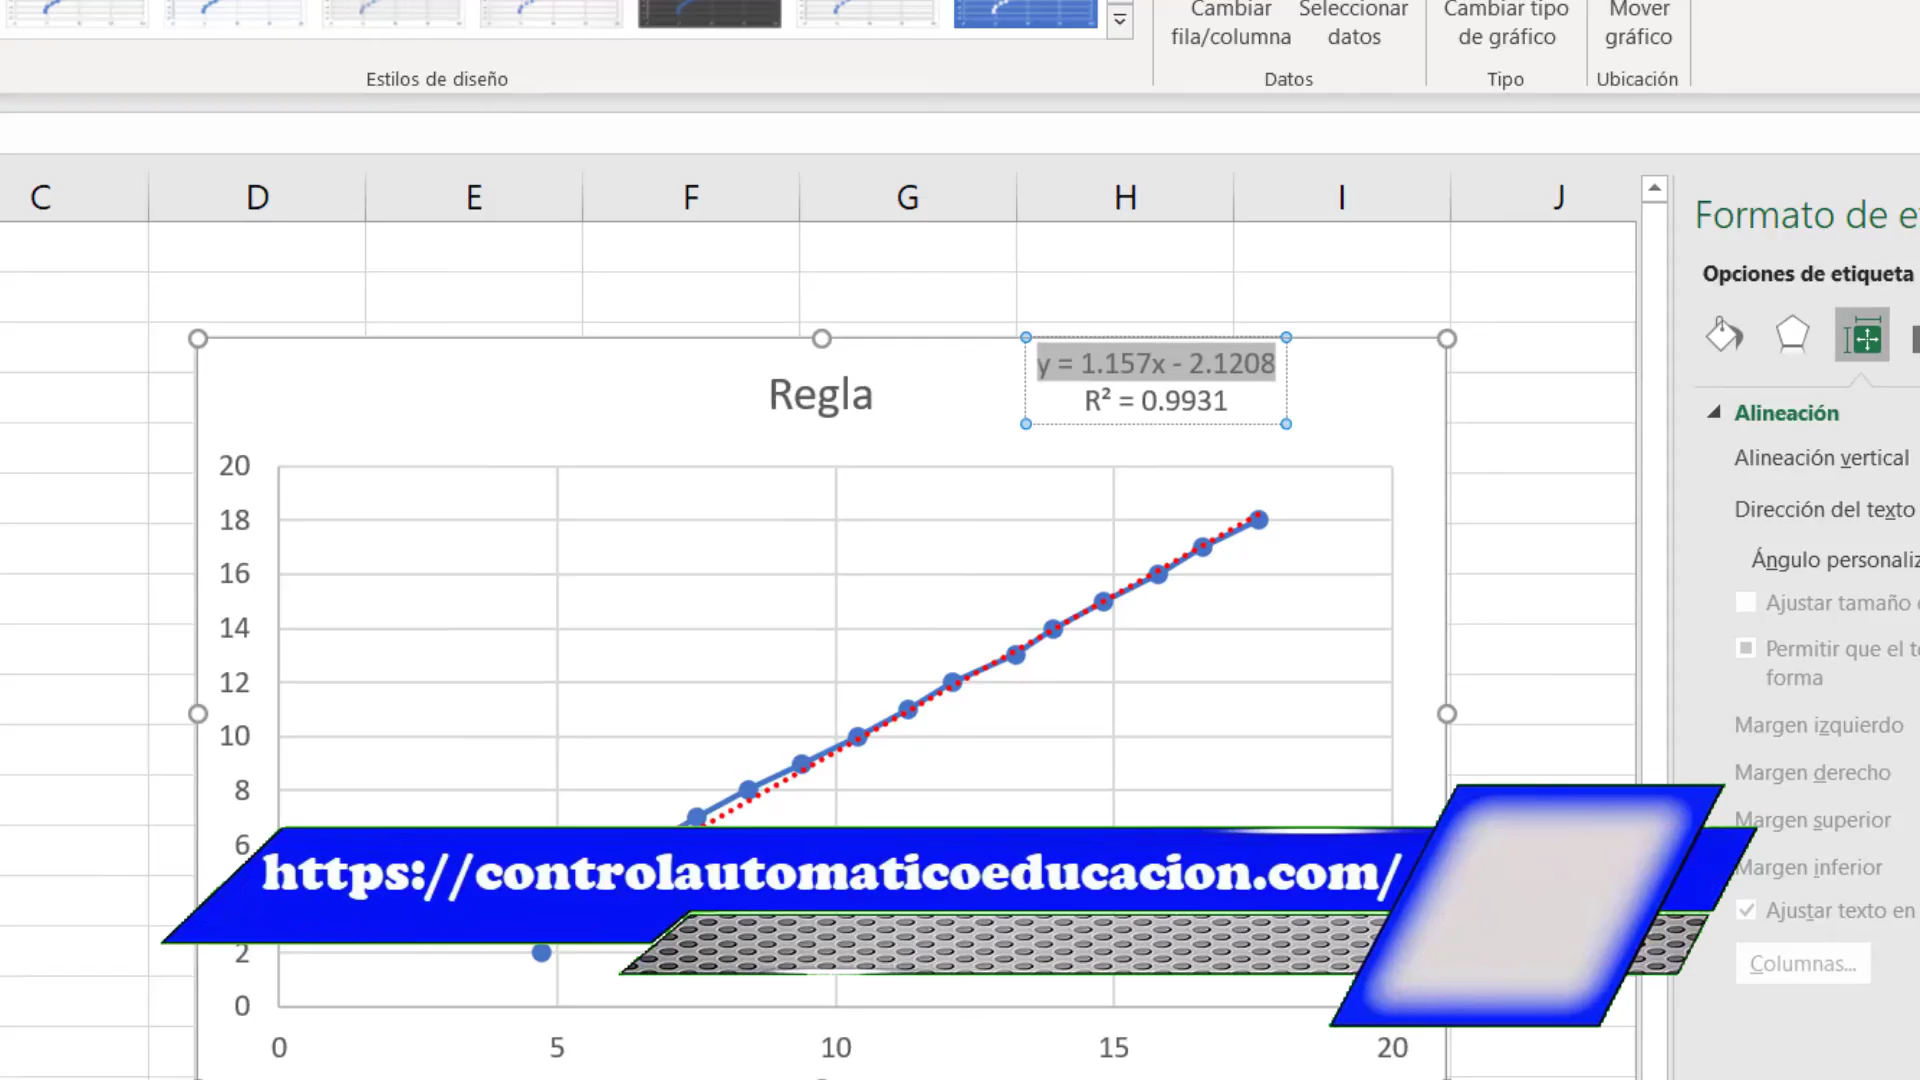 Cambiar
fila/columna
Seleccionar
datos
Cambiar tipo
de gráfico
Mover
gráfico
Estilos de diseño
Datos
Tipo
Ubicación
C D E F G H I J
Formato de e
Opciones de etiqueta
y = 1.157x - 2.1208
R² = 0.9931
Regla
Alineación
Alineación vertical
Dirección del texto
Ángulo personaliz
Ajustar tamaño
Permitir que el te
forma
Margen izquierdo
Margen derecho
Margen superior
Margen inferior
Ajustar texto en
Columnas...
20
18
16
14
12
10
8
6
2
0
https://controlautomaticoeducacion.com/
0 5 10 15 20